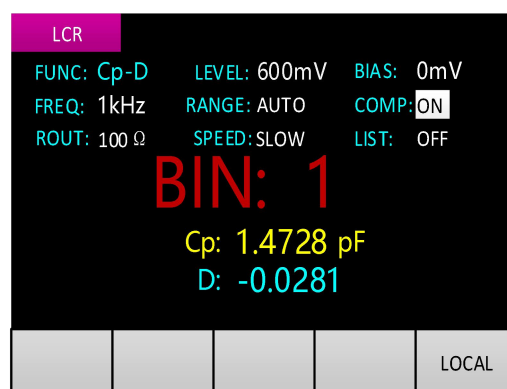 LCR
FUNC: Cp-D LEVEL: 600mV BIAS: 0mV
FREQ: 1kHz RANGE: AUTO COMP: ON
ROUT: 100 Ω SPEED: SLOW LIST: OFF
BIN: 1
Cp: 1.4728 pF
D: -0.0281
LOCAL